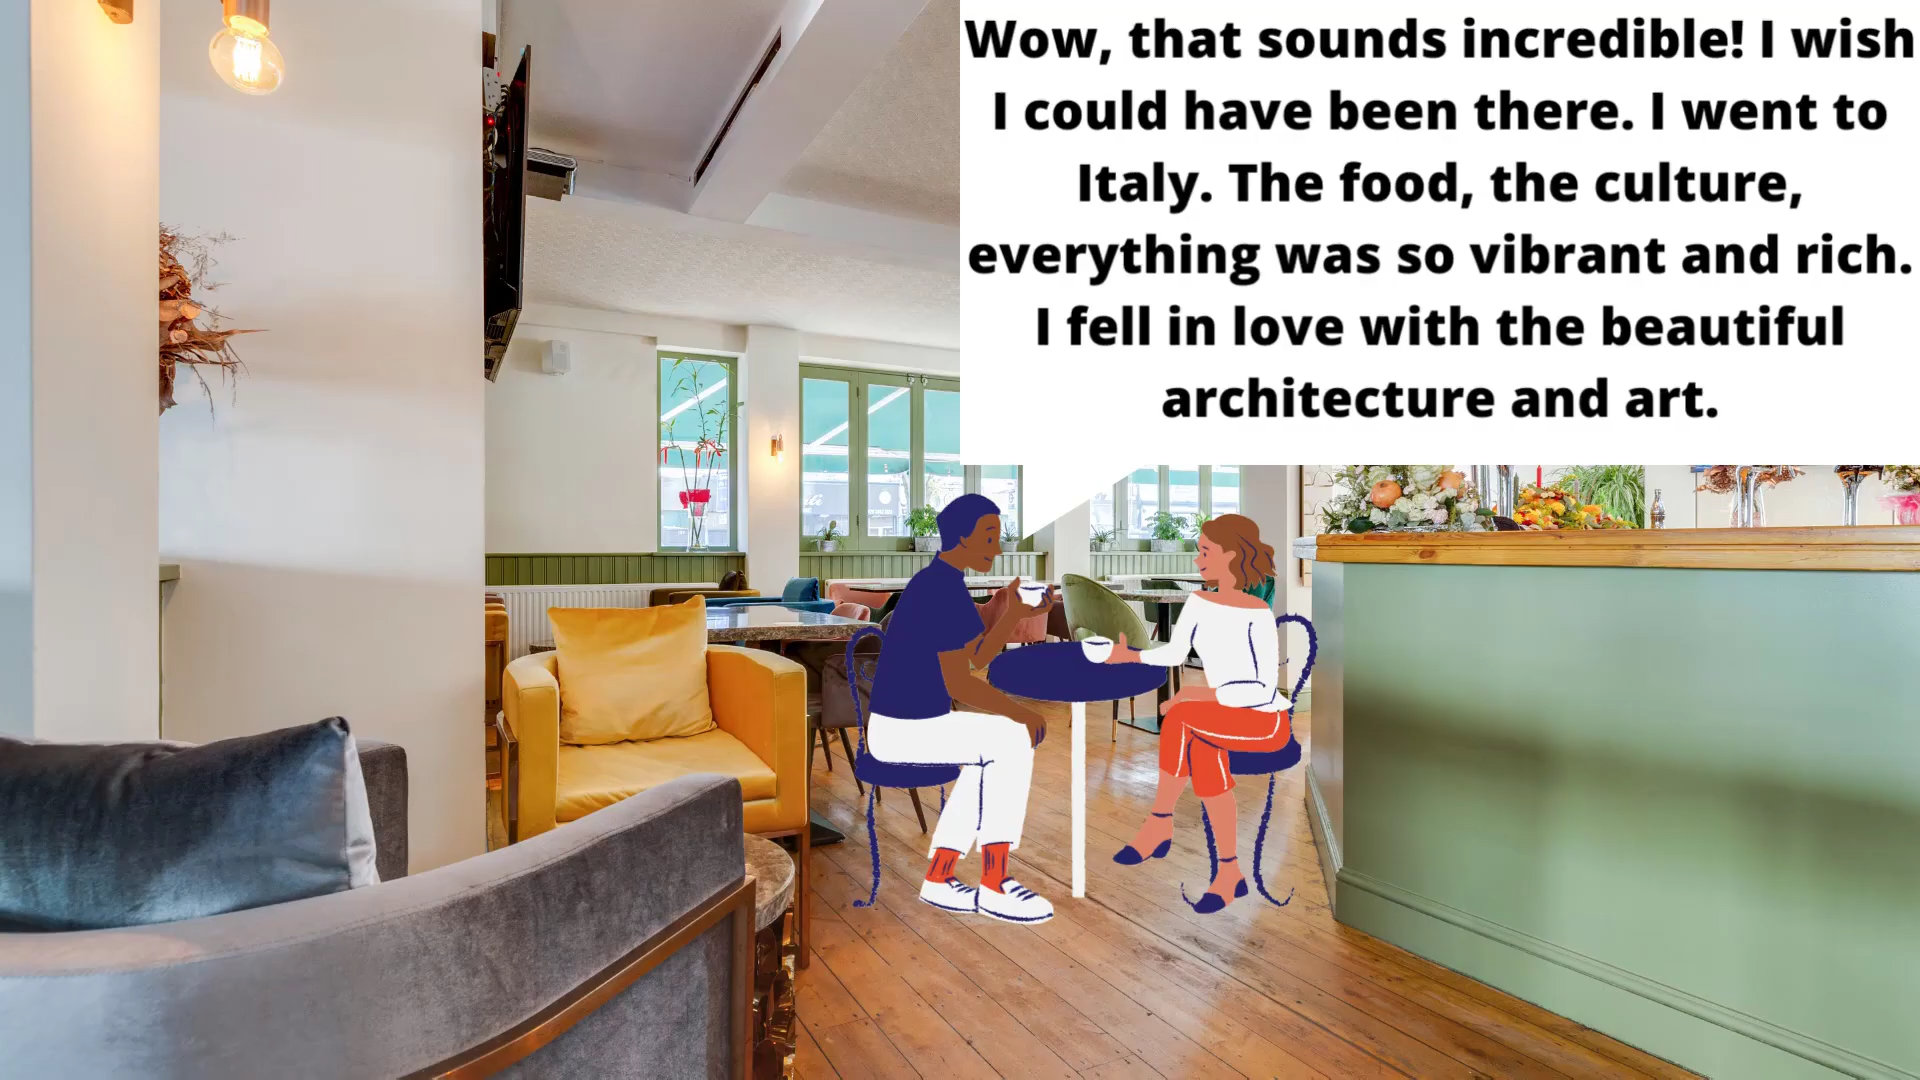 Wow, that sounds incredible! I wish
I could have been there. I went to
Italy. The food, the culture,
everything was so vibrant and rich.
I fell in love with the beautiful
architecture and art.